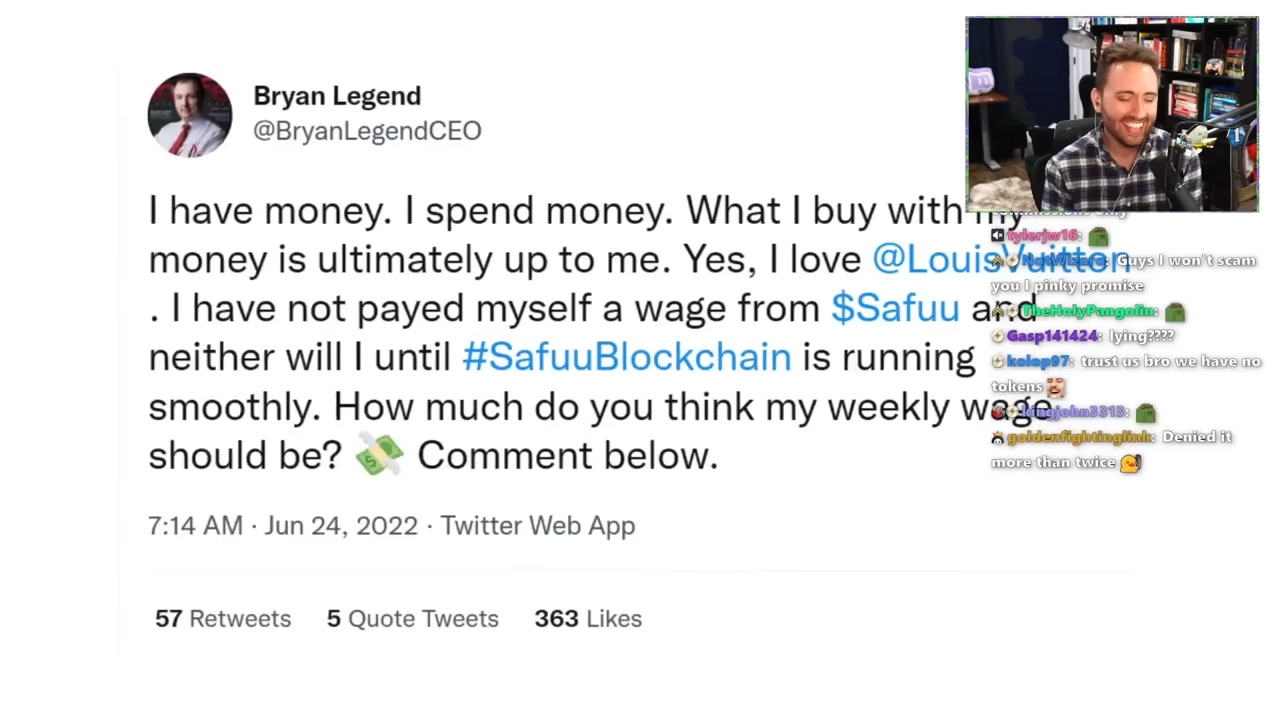 Bryan Legend
@BryanLegendCEO
I have money. I spend money. What I buy with my
money is ultimately up to me. Yes, I love @LouisVuitton
. I have not payed myself a wage from $Safuu and
neither will I until #SafuuBlockchain is running
smoothly. How much do you think my weekly wage
should be? 💸 Comment below.
7:14 AM · Jun 24, 2022 · Twitter Web App
57 Retweets 5 Quote Tweets 363 Likes
tylerjw16:
Guys I won't scam
you I pinky promise
TheHolyPangolin:
Gasp141424: lying????
kolop97: trust us bro we have no
tokens
kingjohn3313:
goldenfightinglink: Denied it
more than twice